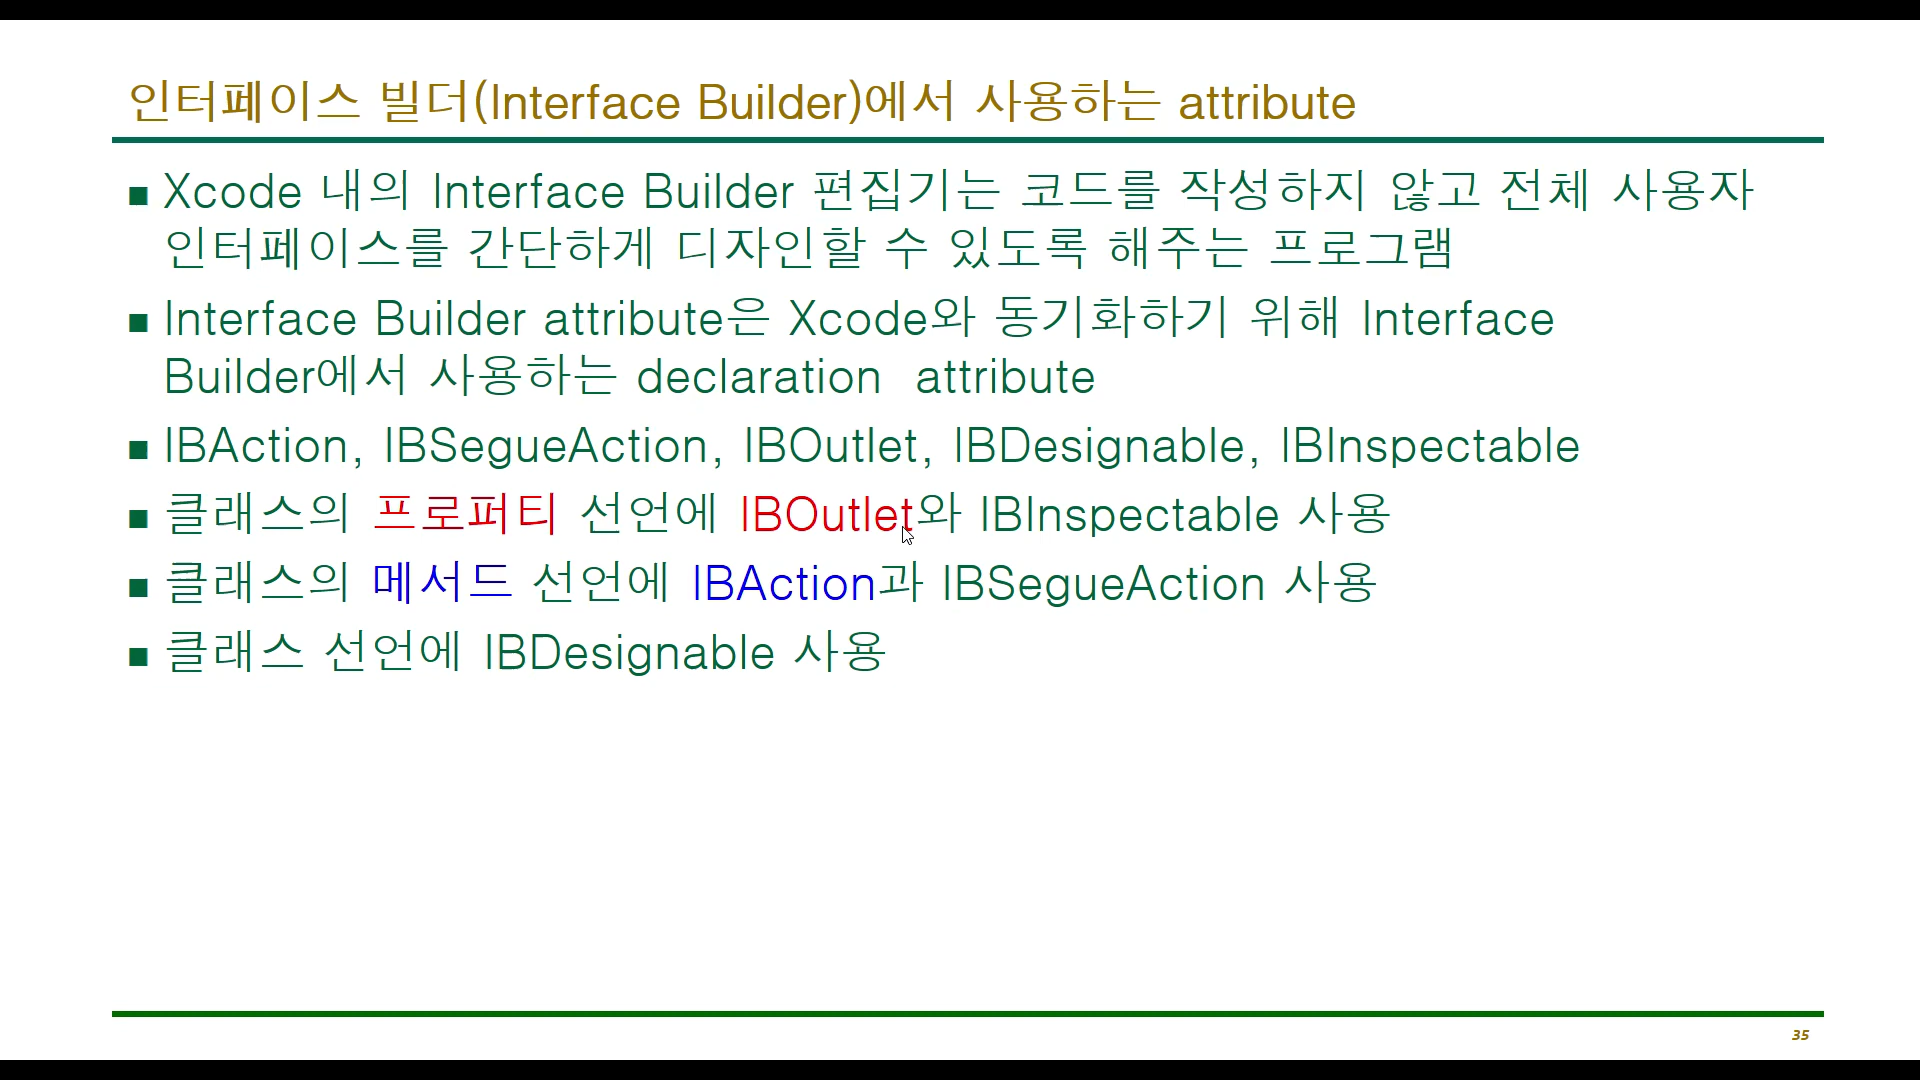 인터페이스 빌더(Interface Builder)에서 사용하는 attribute
■ Xcode 내의 Interface Builder 편집기는 코드를 작성하지 않고 전체 사용자
인터페이스를 간단하게 디자인할 수 있도록 해주는 프로그램
■ Interface Builder attribute은 Xcode와 동기화하기 위해 Interface
Builder에서 사용하는 declaration attribute
■ IBAction, IBSegueAction, IBOutlet, IBDesignable, IBInspectable
■ 클래스의 프로퍼티 선언에 IBOutlet와 IBInspectable 사용
■ 클래스의 메서드 선언에 IBAction과 IBSegueAction 사용
■ 클래스 선언에 IBDesignable 사용
35